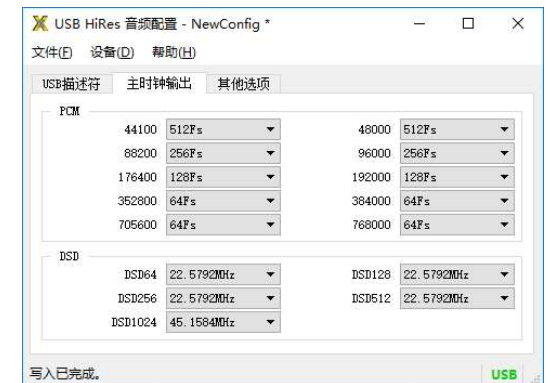 USB HiRes 音频配置 - NewConfig *
文件(F) 设备(D) 帮助(H)
USB描述符 主时钟输出 其他选项
PCM
44100 512Fs 48000 512Fs
88200 256Fs 96000 256Fs
176400 128Fs 192000 128Fs
352800 64Fs 384000 64Fs
705600 64Fs 768000 64Fs
DSD
DSD64 22.5792MHz DSD128 22.5792MHz
DSD256 22.5792MHz DSD512 22.5792MHz
DSD1024 45.1584MHz
写入已完成。 USB